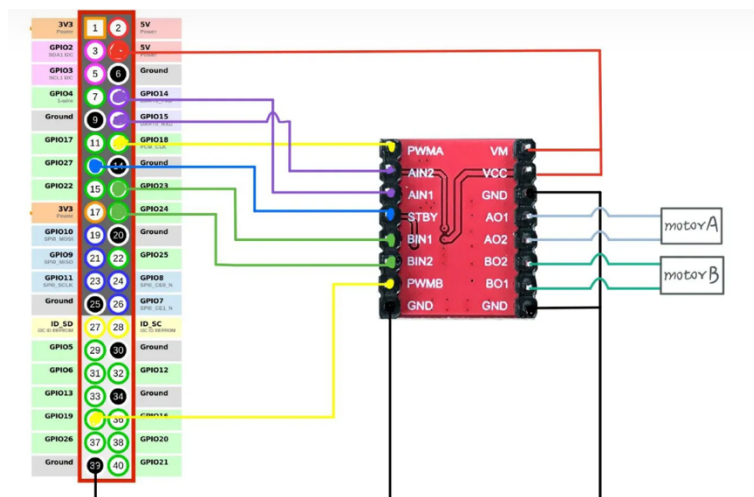 3V3 1 2 5V
Power Power
GPIO2 3 5V
SDA1 I2C Power
GPIO3 5 6 Ground
SCL1 I2C
GPIO4 7 GPIO14
1-wire
Ground 9 GPIO15
GPIO17 11 GPIO18
PCM_CLK
GPIO27 14 Ground
GPIO22 15 GPIO23
3V3 17 GPIO24
Power
GPIO10 19 20 Ground
SPI0_MOSI
GPIO9 21 22 GPIO25
SPI0_MISO
GPIO11 23 24 GPIO8
SPI0_SCLK SPI0_CE0_N
Ground 25 26 GPIO7
SPI0_CE1_N
ID_SD 27 28 ID_SC
I2C ID EEPROM I2C ID EEPROM
GPIO5 29 30 Ground
GPIO6 31 32 GPIO12
GPIO13 33 34 Ground
GPIO19 36 GPIO16
GPIO26 37 38 GPIO20
Ground 39 40 GPIO21
PWMA VM
AIN2 VCC
AIN1 GND
STBY AO1
BIN1 AO2
BIN2 BO2
PWMB BO1
GND GND
motorA
motorB